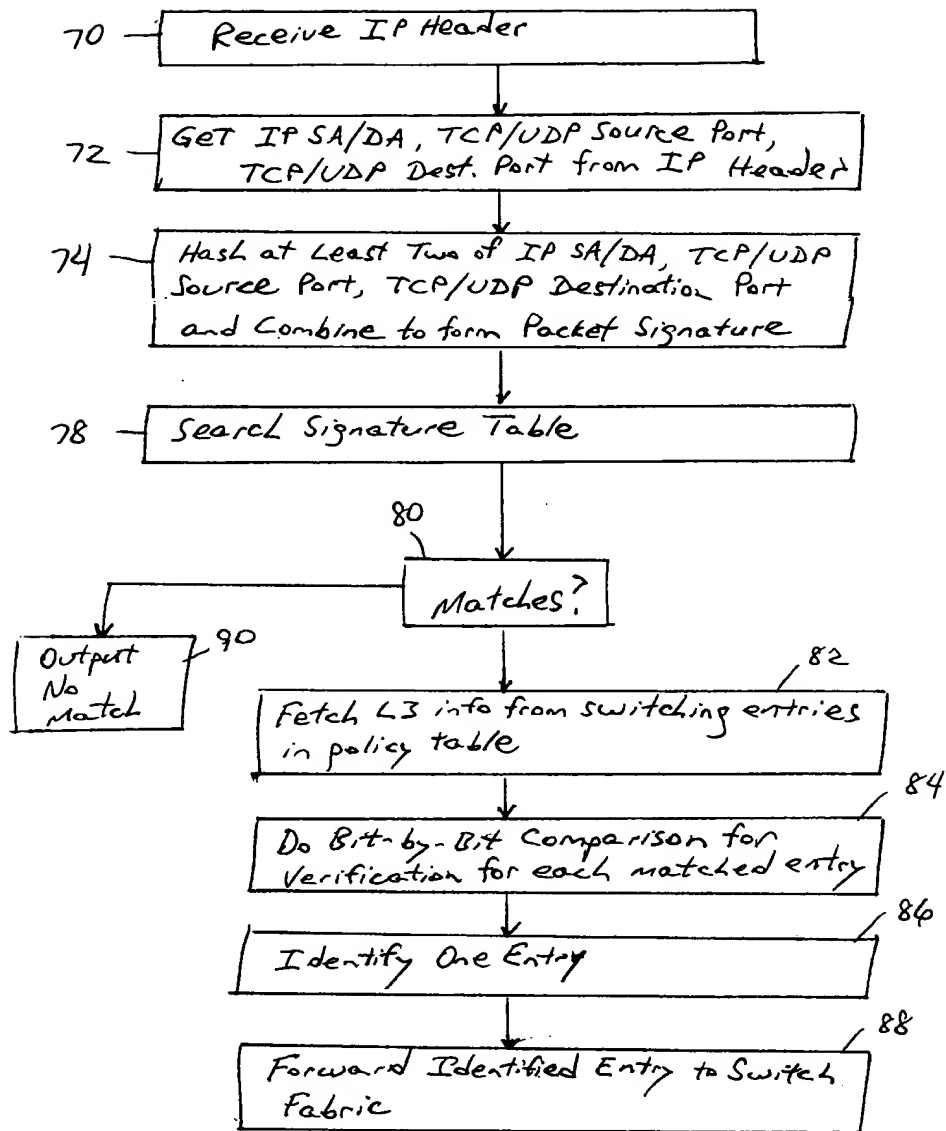 70
Receive IP Header
72
Get IP SA/DA, TCP/UDP Source Port,
TCP/UDP Dest. Port from IP Header
74
Hash at Least Two of IP SA/DA, TCP/UDP
Source Port, TCP/UDP Destination Port
and Combine to form Packet Signature
78
Search Signature Table
80
Matches?
90
Output
No
Match
82
Fetch L3 info from switching entries
in policy table
84
Do Bit-by-Bit Comparison for
Verification for each matched entry
86
Identify One Entry
88
Forward Identified Entry to Switch
Fabric